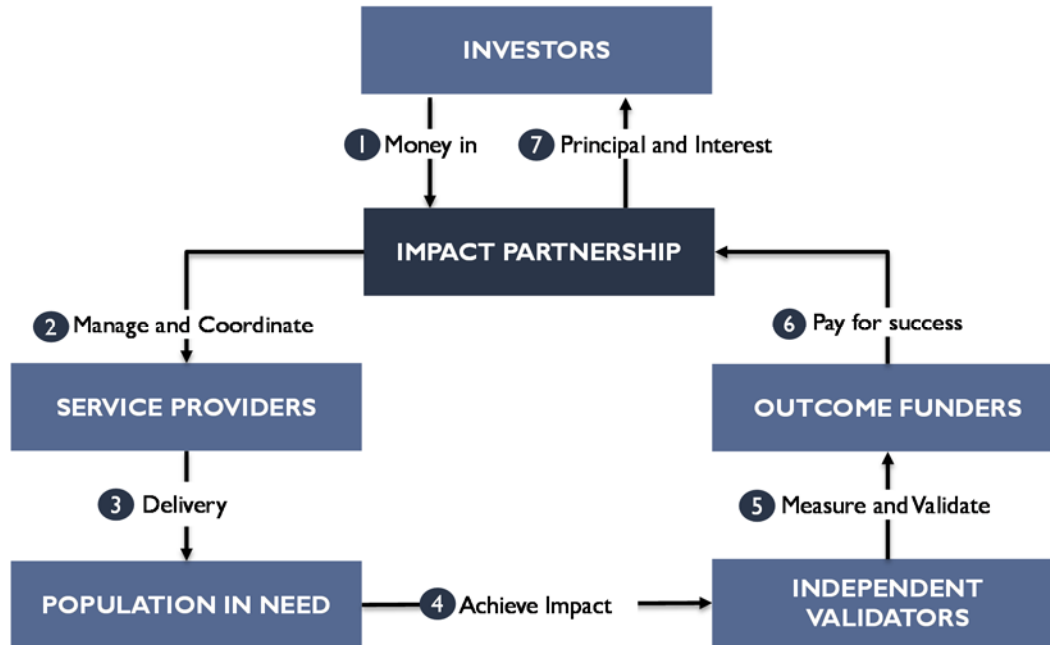 INVESTORS
1 Money in
7 Principal and Interest
IMPACT PARTNERSHIP
2 Manage and Coordinate
6 Pay for success
SERVICE PROVIDERS
OUTCOME FUNDERS
3 Delivery
5 Measure and Validate
POPULATION IN NEED
4 Achieve Impact
INDEPENDENT
VALIDATORS